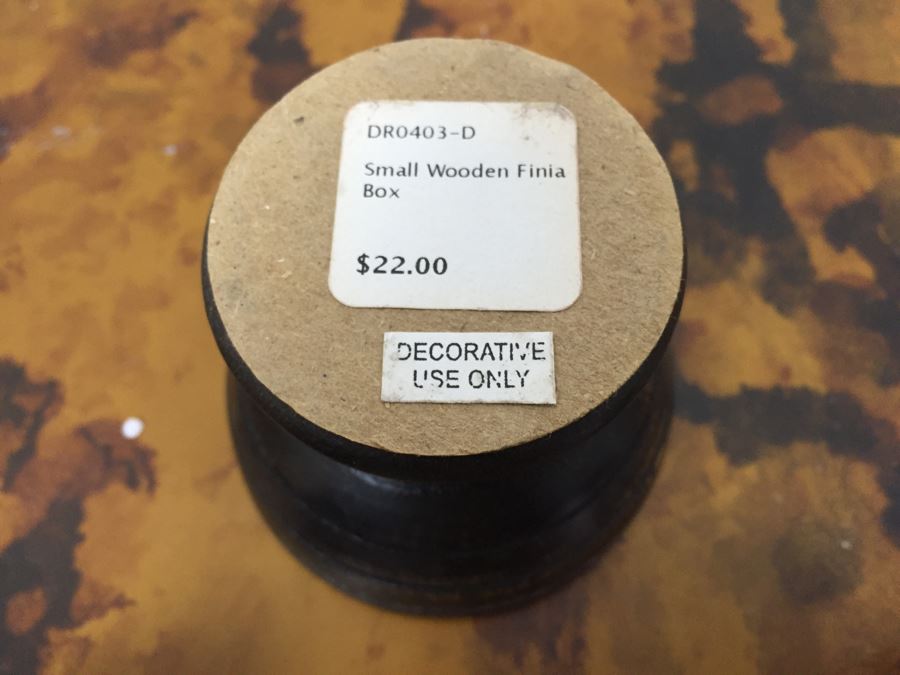 DR0403-D
Small Wooden Finia
Box
$22.00
DECORATIVE
USE ONLY